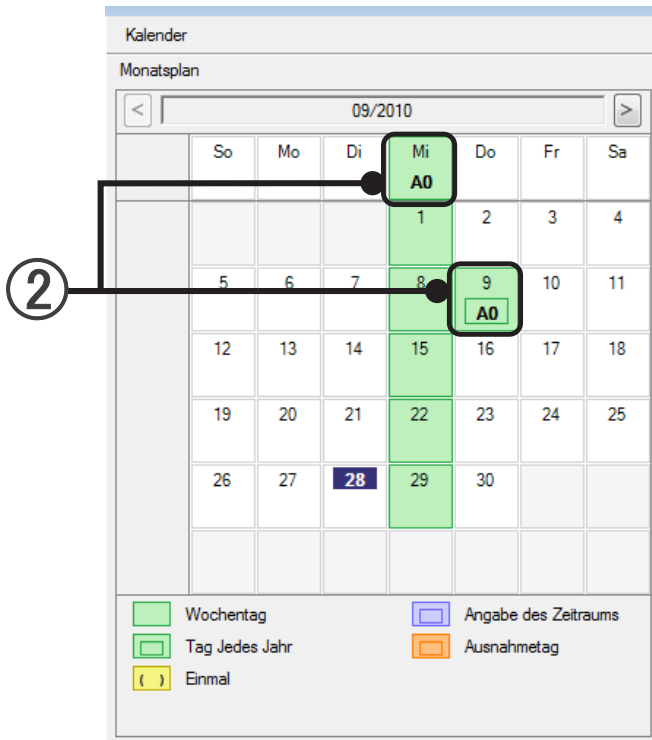 Kalender
Monatsplan
< 09/2010 >
So Mo Di Mi Do Fr Sa
A0
1 2 3 4
② 5 6 7 8 9 10 11
A0
12 13 14 15 16 17 18
19 20 21 22 23 24 25
26 27 28 29 30
Wochentag Angabe des Zeitraums
Tag Jedes Jahr Ausnahmetag
( ) Einmal